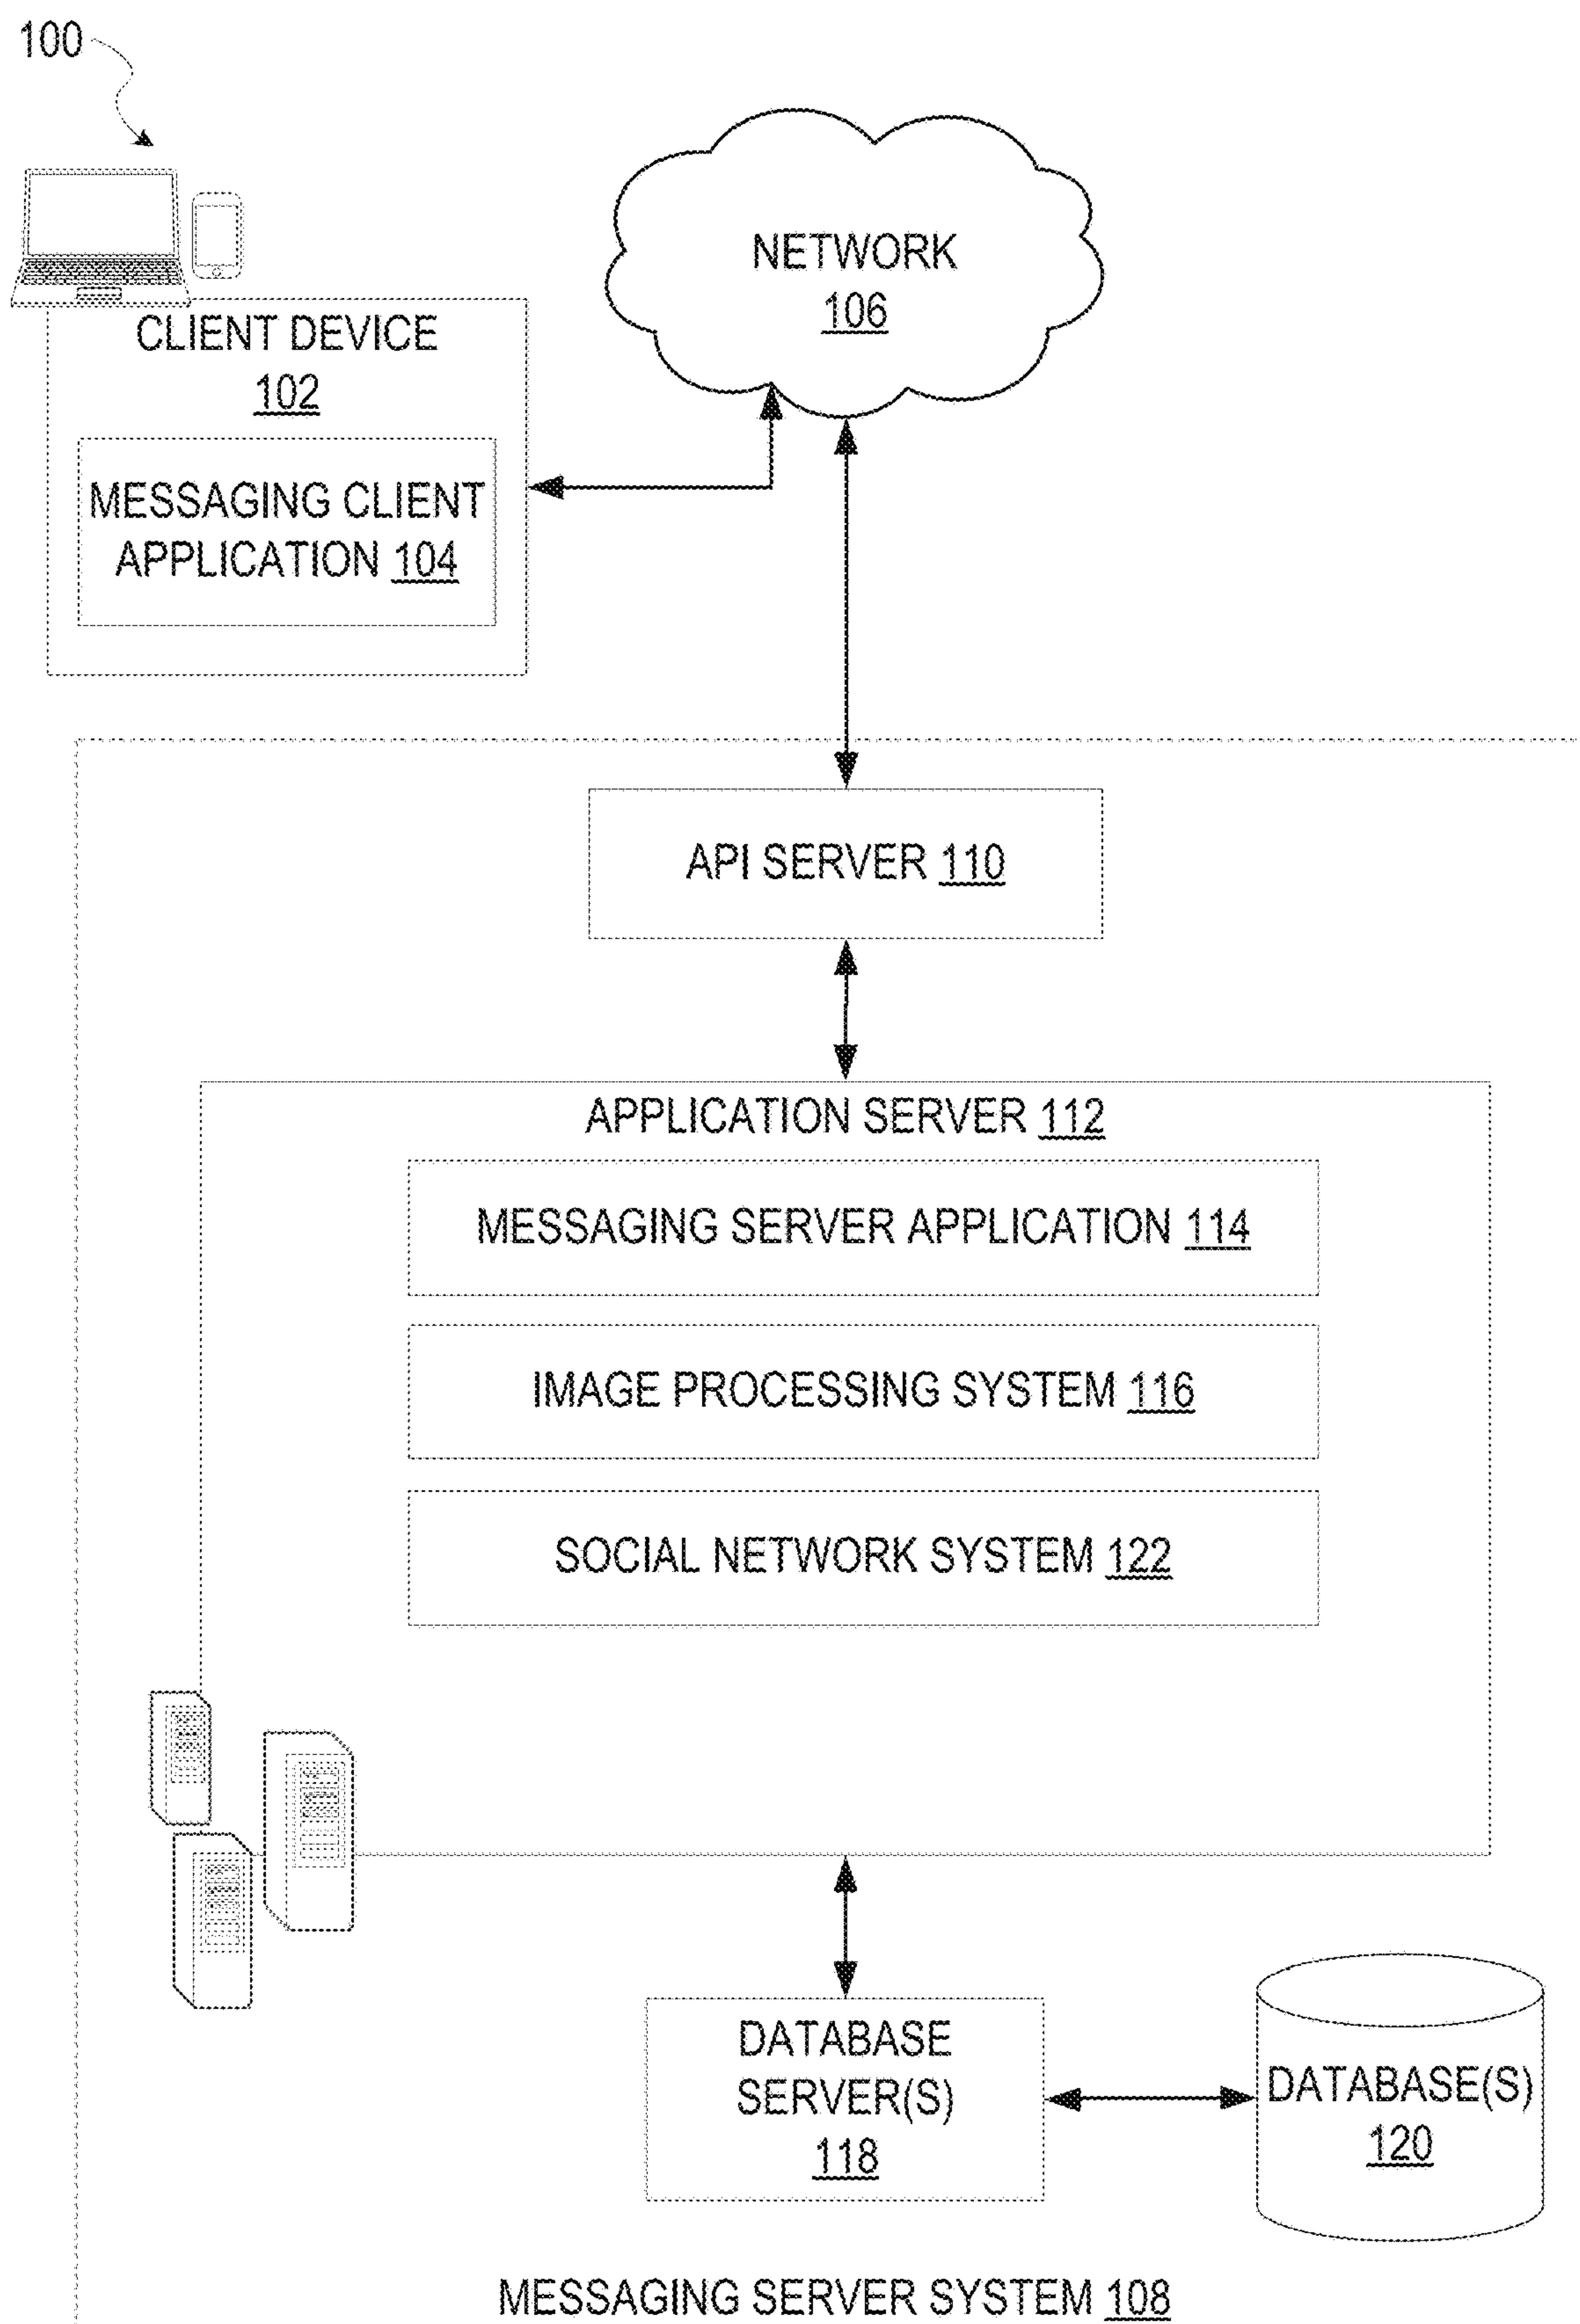 100
NETWORK
106
CLIENT DEVICE
102
MESSAGING CLIENT
APPLICATION 104
API SERVER 110
APPLICATION SERVER 112
MESSAGING SERVER APPLICATION 114
IMAGE PROCESSING SYSTEM 116
SOCIAL NETWORK SYSTEM 122
DATABASE
SERVER(S)
118
DATABASE(S)
120
MESSAGING SERVER SYSTEM 108